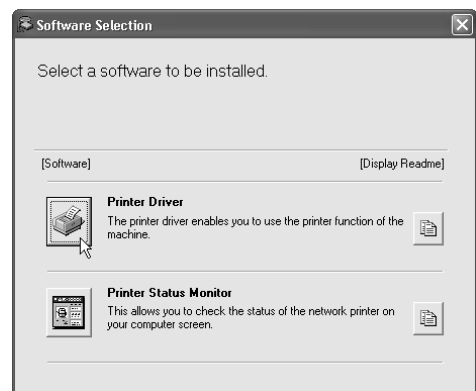 Software Selection
Select a software to be installed.
[Software] [Display Readme]
Printer Driver
The printer driver enables you to use the printer function of the
machine.
Printer Status Monitor
This allows you to check the status of the network printer on
your computer screen.